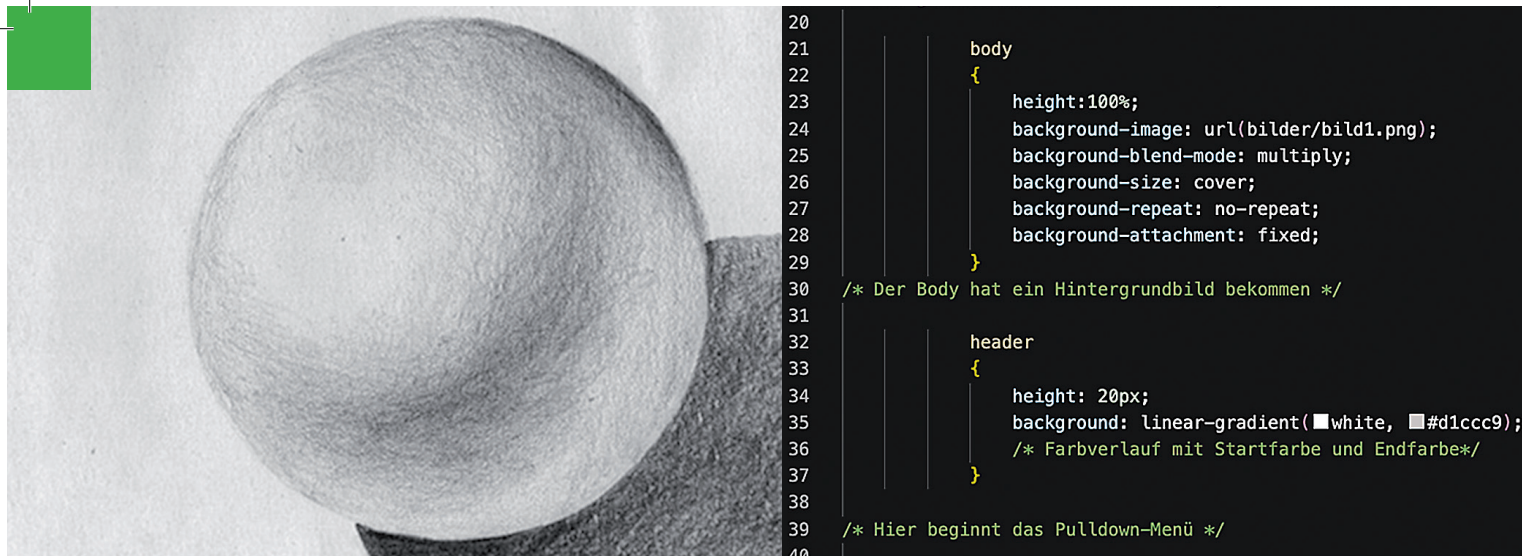 20
21 body
22 {
23 height:100%;
24 background-image: url(bilder/bild1.png);
25 background-blend-mode: multiply;
26 background-size: cover;
27 background-repeat: no-repeat;
28 background-attachment: fixed;
29 }
30 /* Der Body hat ein Hintergrundbild bekommen */
31
32 header
33 {
34 height: 20px;
35 background: linear-gradient(white, #d1ccc9);
36 /* Farbverlauf mit Startfarbe und Endfarbe*/
37 }
38
39 /* Hier beginnt das Pulldown-Menü */
40